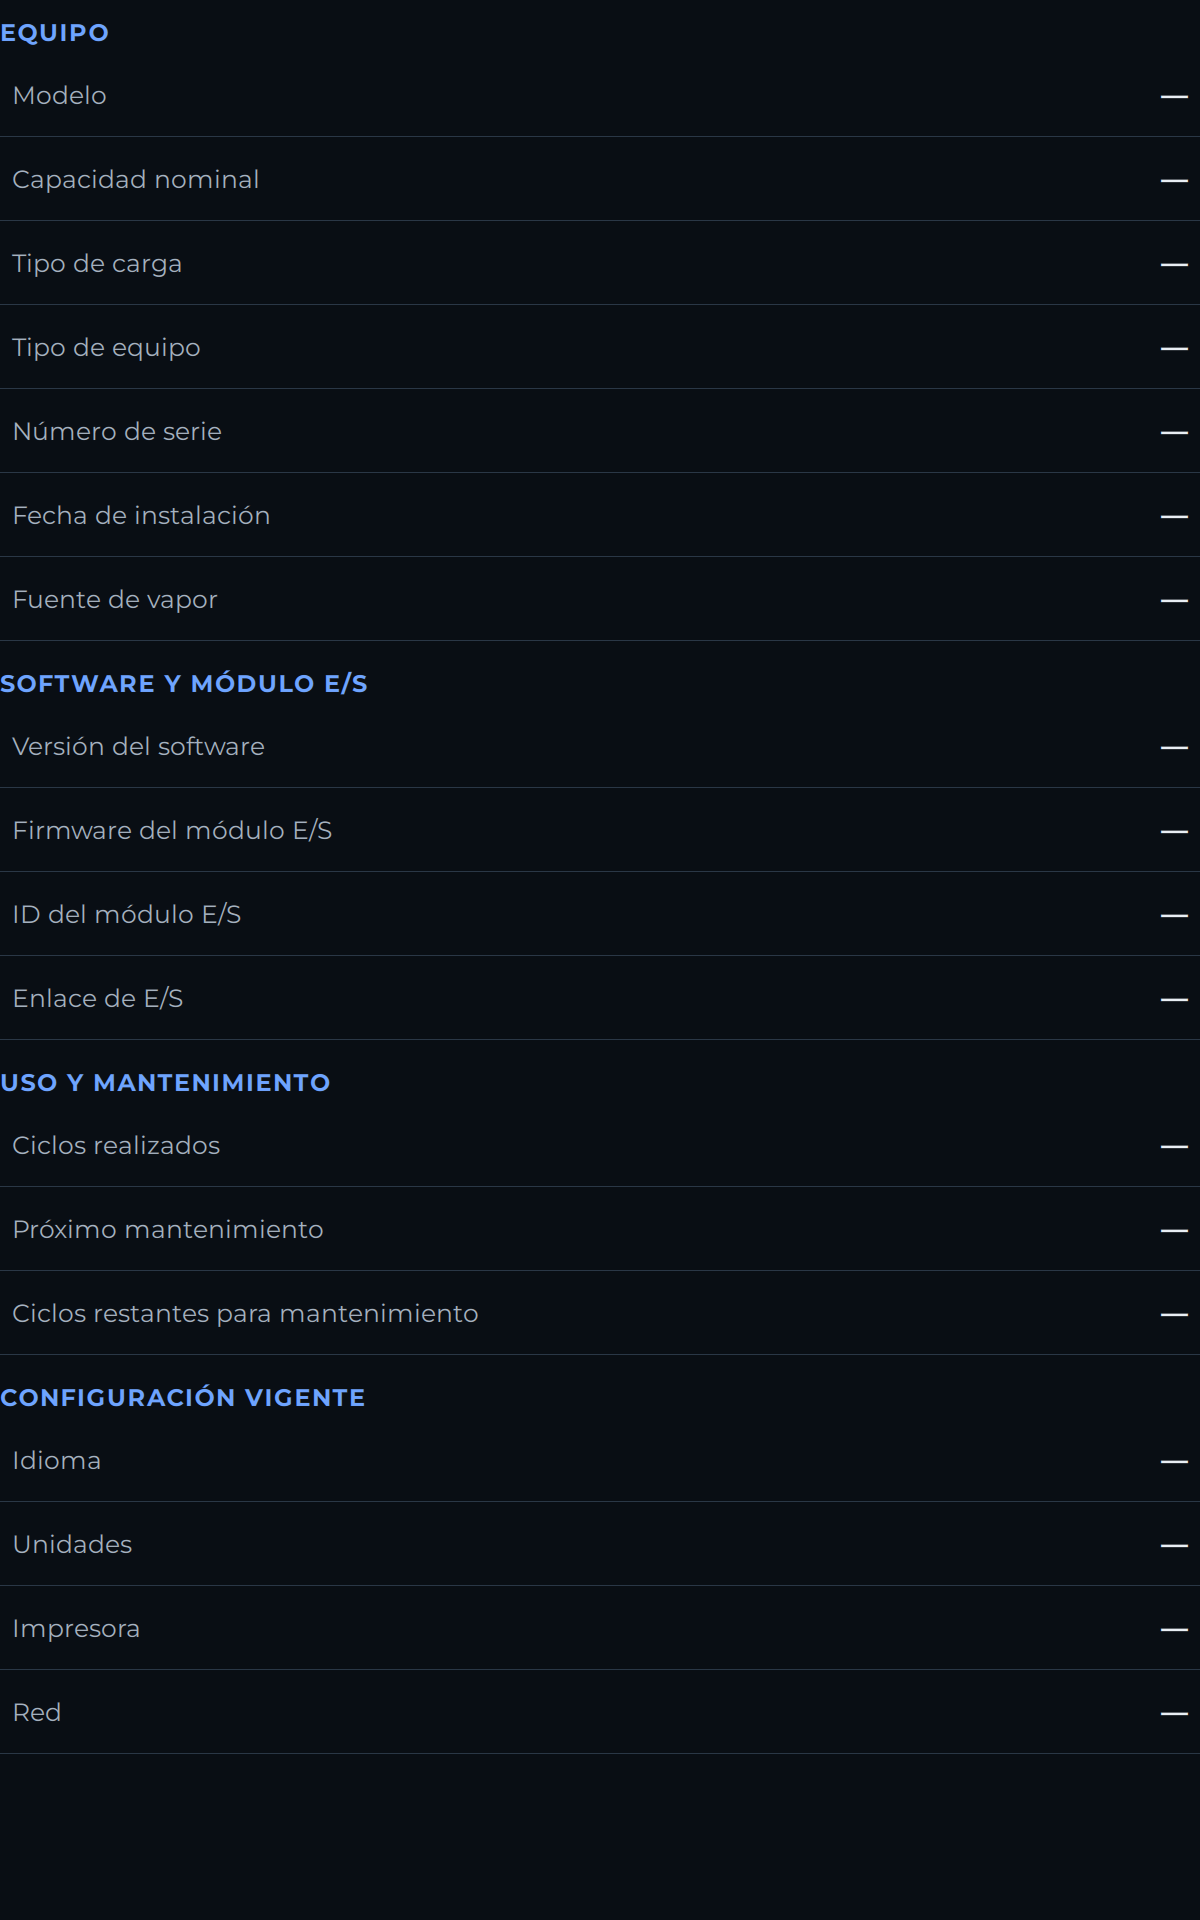 EQUIPO
Modelo —
Capacidad nominal —
Tipo de carga —
Tipo de equipo —
Número de serie —
Fecha de instalación —
Fuente de vapor —
SOFTWARE Y MÓDULO E/S
Versión del software —
Firmware del módulo E/S —
ID del módulo E/S —
Enlace de E/S —
USO Y MANTENIMIENTO
Ciclos realizados —
Próximo mantenimiento —
Ciclos restantes para mantenimiento —
CONFIGURACIÓN VIGENTE
Idioma —
Unidades —
Impresora —
Red —